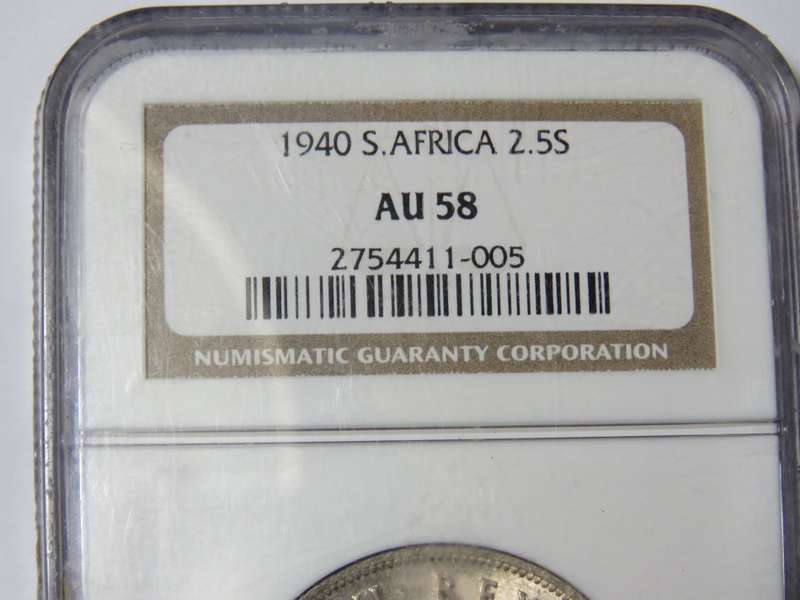 1940 S.AFRICA 2.5S
AU 58
2754411-005
NUMISMATIC GUARANTY CORPORATION